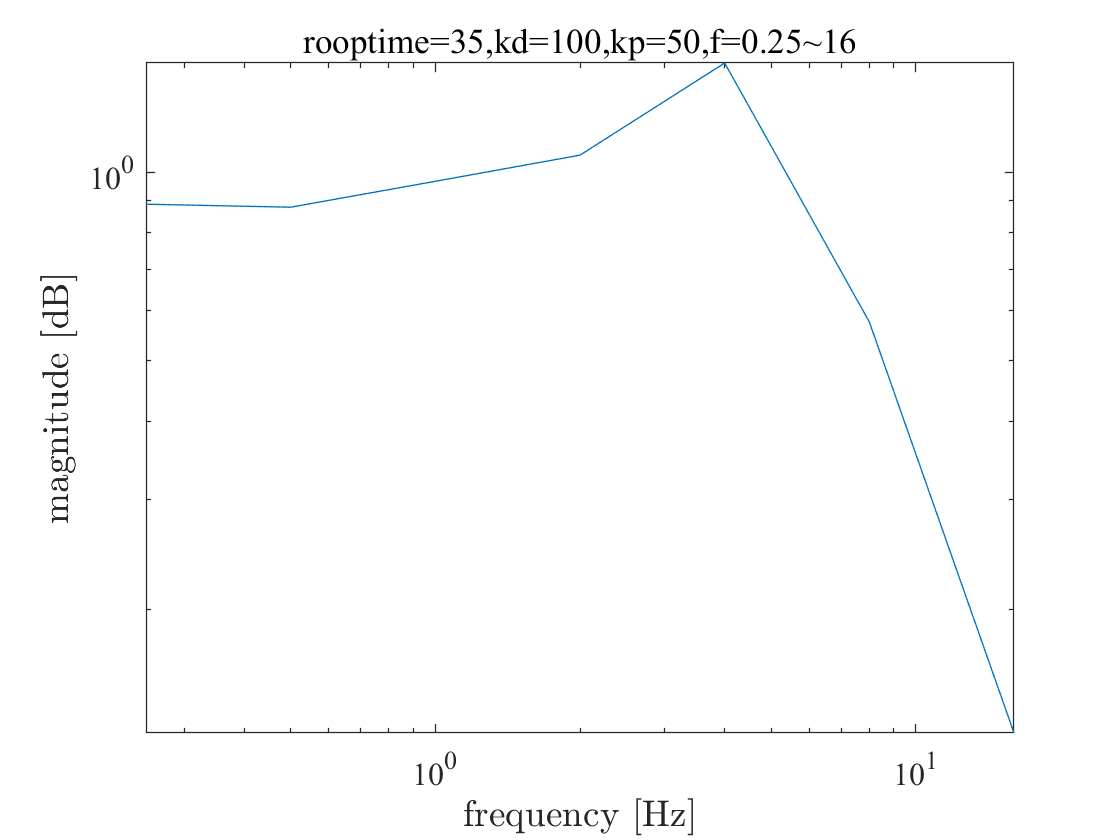 rooptime=35,kd=100,kp=50,f=0.25~16
10^0
magnitude [dB]
10^0 10^1
frequency [Hz]